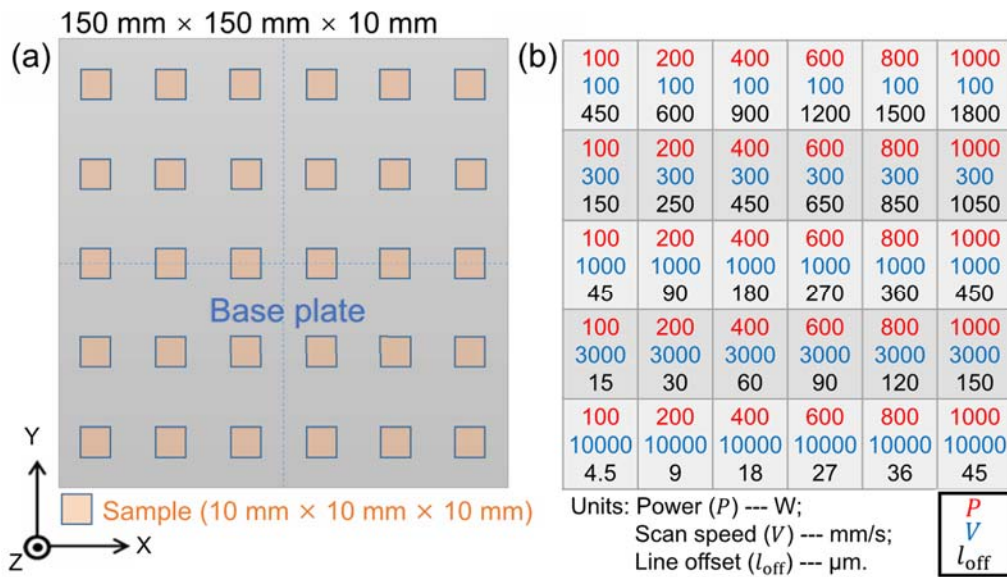 150 mm × 150 mm × 10 mm
(a)
Base plate
Y
Z
X
Sample (10 mm × 10 mm × 10 mm)
(b)
100 200 400 600 800 1000
100 100 100 100 100 100
450 600 900 1200 1500 1800
100 200 400 600 800 1000
300 300 300 300 300 300
150 250 450 650 850 1050
100 200 400 600 800 1000
1000 1000 1000 1000 1000 1000
45 90 180 270 360 450
100 200 400 600 800 1000
3000 3000 3000 3000 3000 3000
15 30 60 90 120 150
100 200 400 600 800 1000
10000 10000 10000 10000 10000 10000
4.5 9 18 27 36 45
Units: Power (P) --- W;
Scan speed (V) --- mm/s;
Line offset (l_off) --- µm.
P
V
l_off